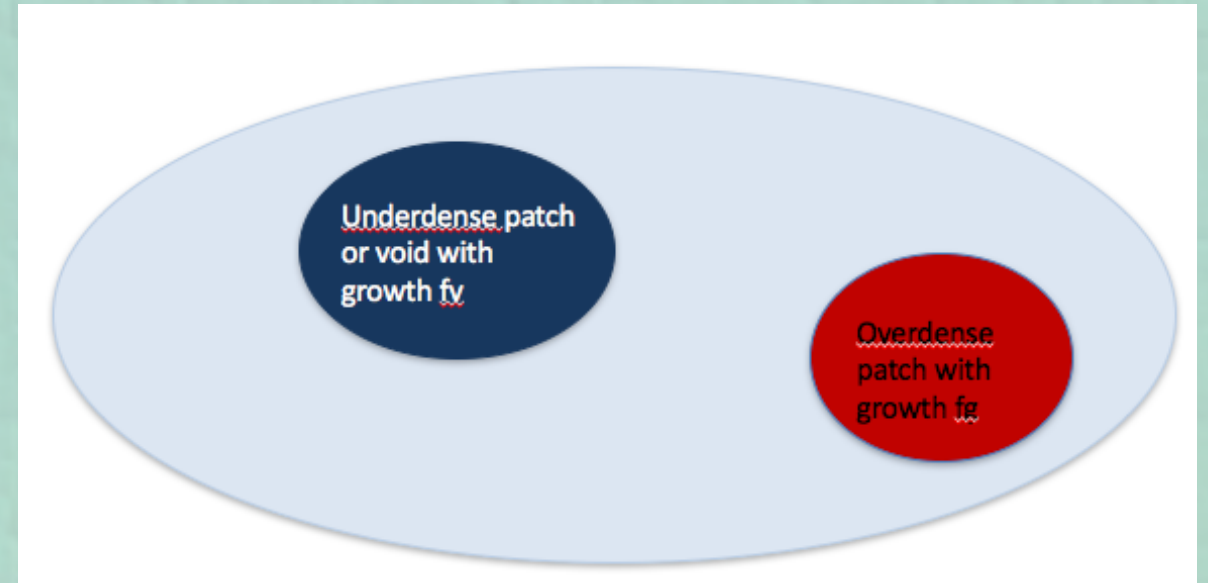 Underdense patch
or void with
growth fv
Overdense
patch with
growth fg